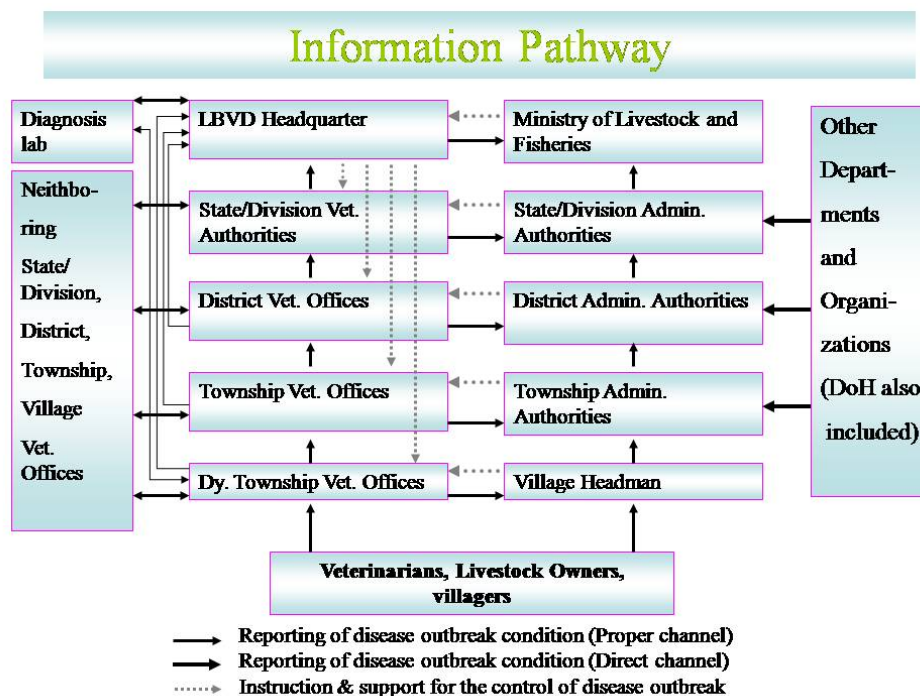 Information Pathway
Diagnosis
lab
LBVD Headquarter
Ministry of Livestock and
Fisheries
Other
Depart-
ments
and
Organi-
zations
(DoH also
included)
Neithbo-
ring
State/
Division,
District,
Township,
Village
Vet.
Offices
State/Division Vet.
Authorities
State/Division Admin.
Authorities
District Vet. Offices
District Admin. Authorities
Township Vet. Offices
Township Admin.
Authorities
Dy. Township Vet. Offices
Village Headman
Veterinarians, Livestock Owners,
villagers
Reporting of disease outbreak condition (Proper channel)
Reporting of disease outbreak condition (Direct channel)
Instruction & support for the control of disease outbreak